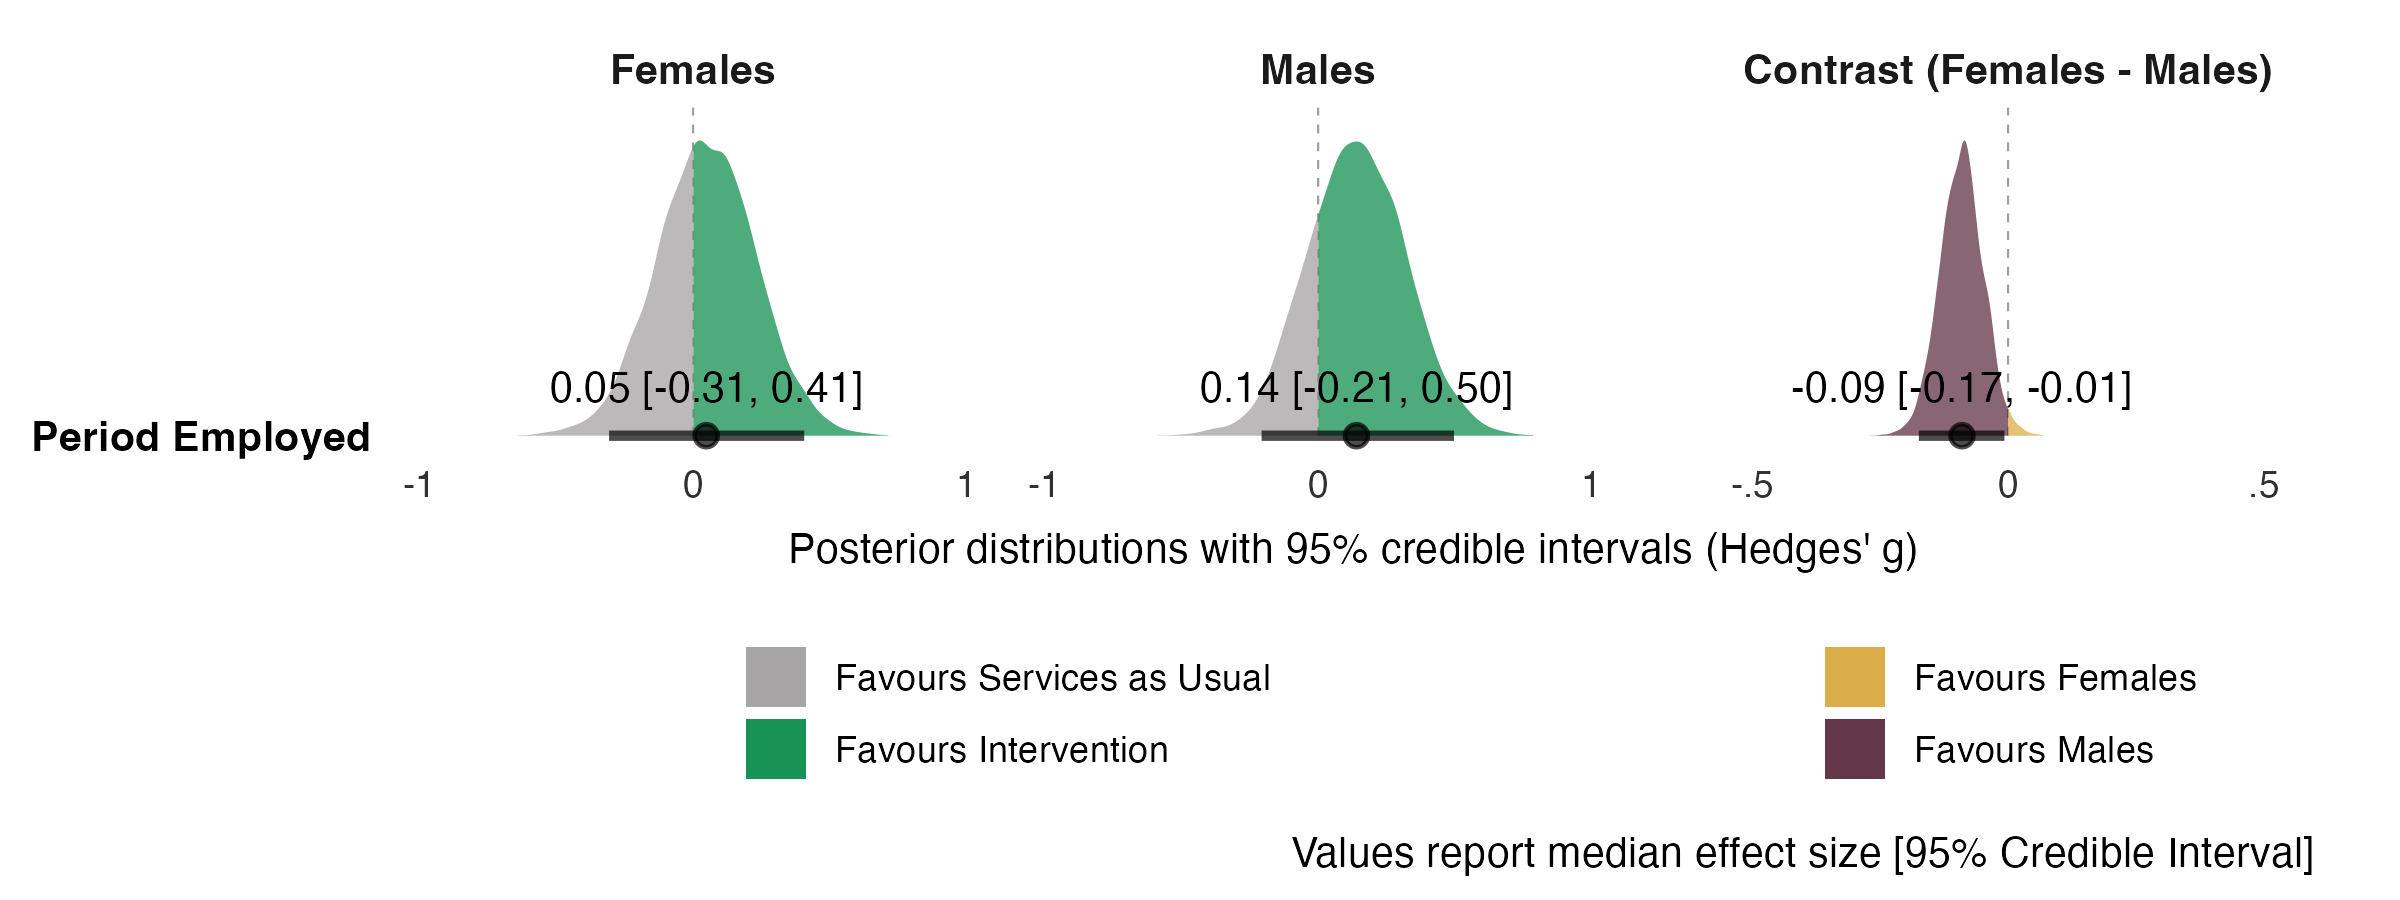 Females Males Contrast (Females - Males)
0.05 [-0.31, 0.41] 0.14 [-0.21, 0.50] -0.09 [-0.17, -0.01]
Period Employed
-1 0 1 -1 0 1 -.5 0 .5
Posterior distributions with 95% credible intervals (Hedges' g)
Favours Services as Usual Favours Females
Favours Intervention Favours Males
Values report median effect size [95% Credible Interval]